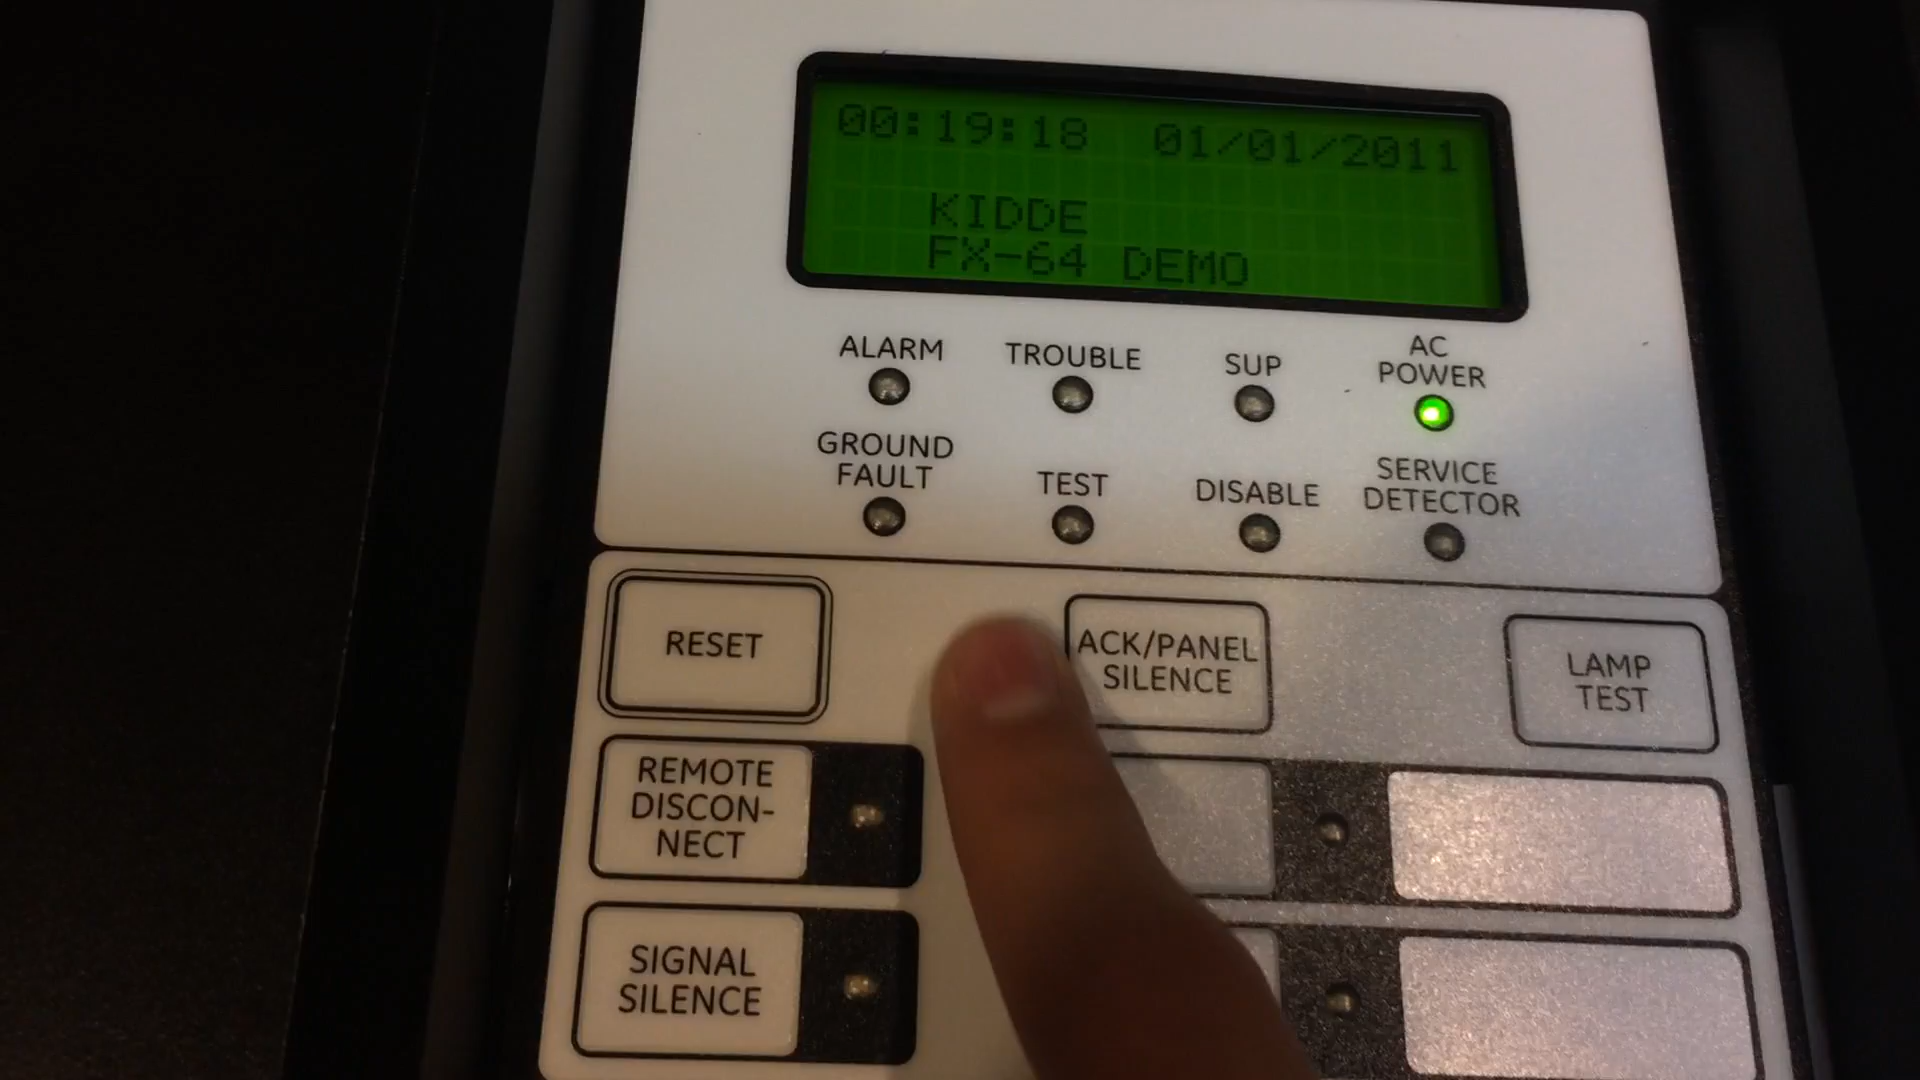 00:19:18 01/01/2011
KIDDE
FX-64 DEMO
ALARM
TROUBLE
SUP
AC
POWER
GROUND
FAULT
TEST
DISABLE
SERVICE
DETECTOR
RESET
ACK/PANEL
SILENCE
LAMP
TEST
REMOTE
DISCON-
NECT
SIGNAL
SILENCE